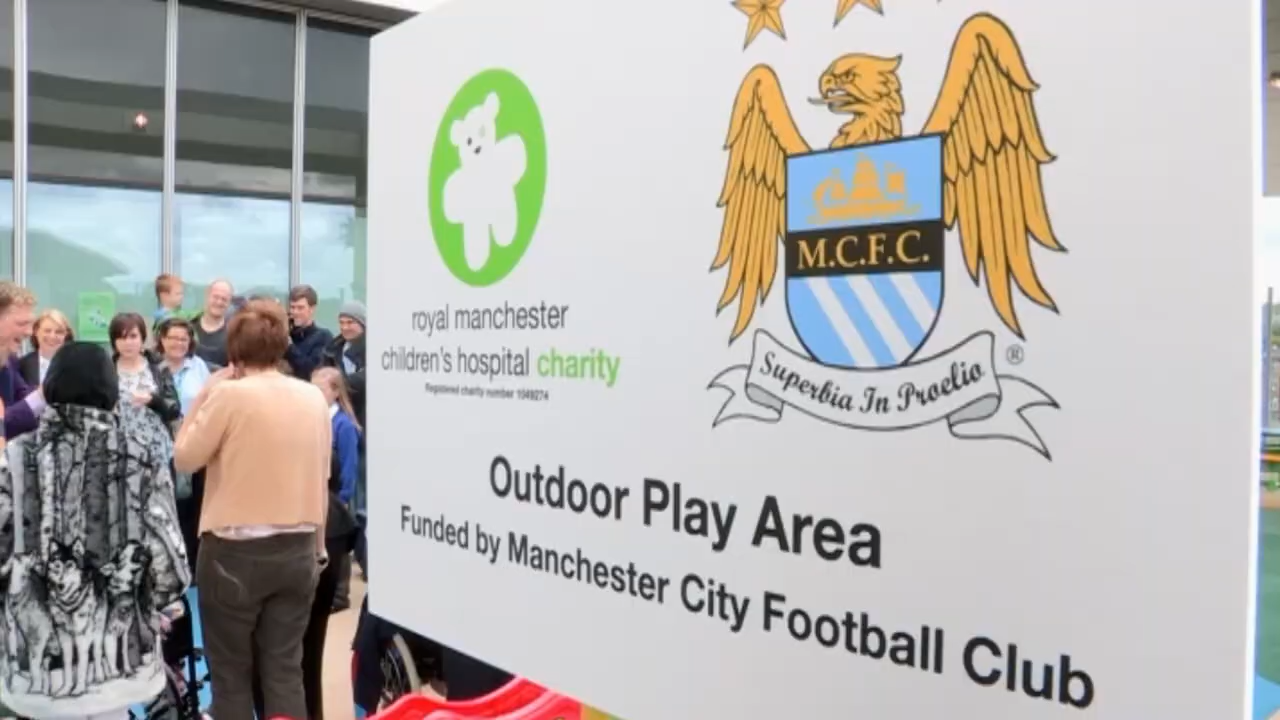 royal manchester
children's hospital charity
Registered charity number 1049274
M.C.F.C.
Superbia In Proelio
®
Outdoor Play Area
Funded by Manchester City Football Club